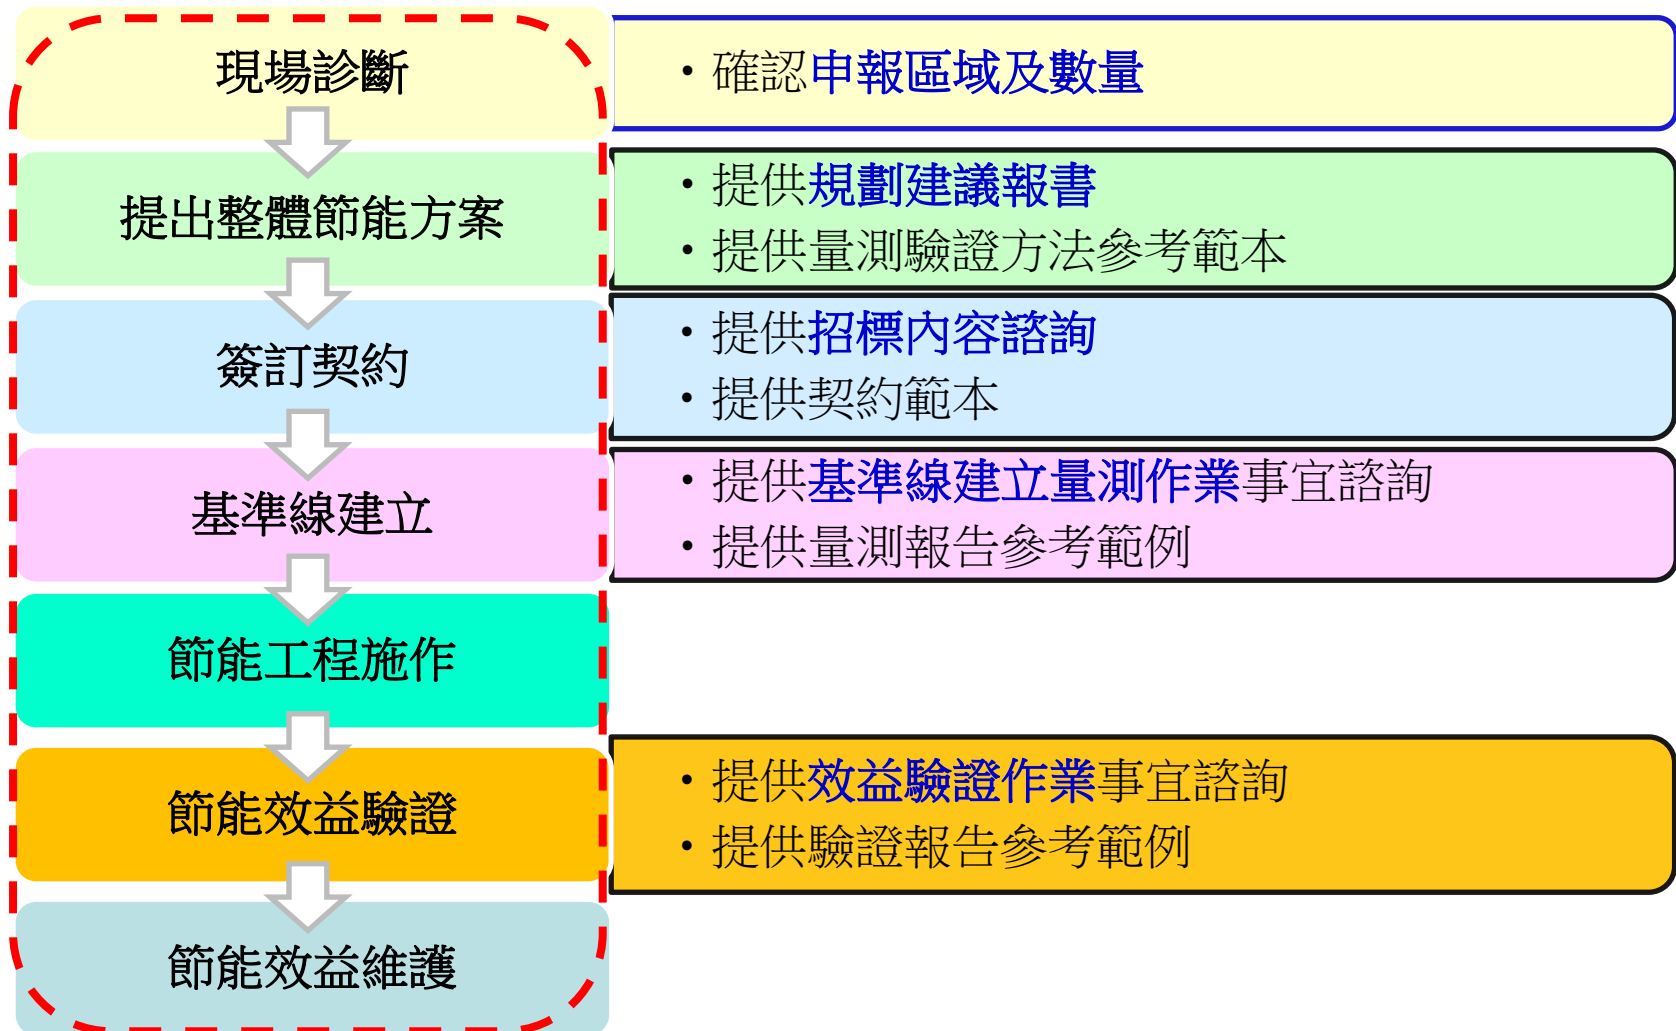 現場診斷
・確認申報區域及數量
提出整體節能方案
・提供規劃建議報書
・提供量測驗證方法參考範本
簽訂契約
・提供招標內容諮詢
・提供契約範本
基準線建立
・提供基準線建立量測作業事宜諮詢
・提供量測報告參考範例
節能工程施作
節能效益驗證
・提供效益驗證作業事宜諮詢
・提供驗證報告參考範例
節能效益維護